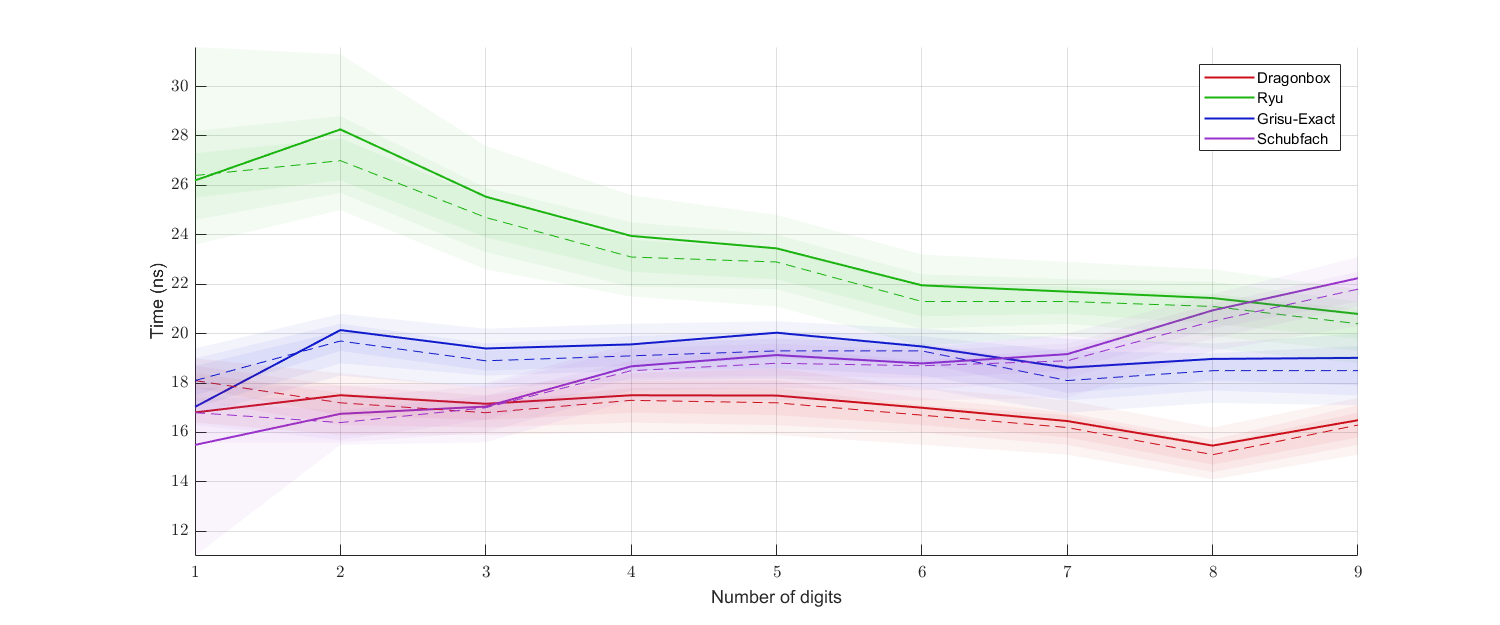 30
28
26
24
22
20
18
16
14
12
Time (ns)
1 2 3 4 5 6 7 8 9
Number of digits
Dragonbox
Ryu
Grisu-Exact
Schubfach